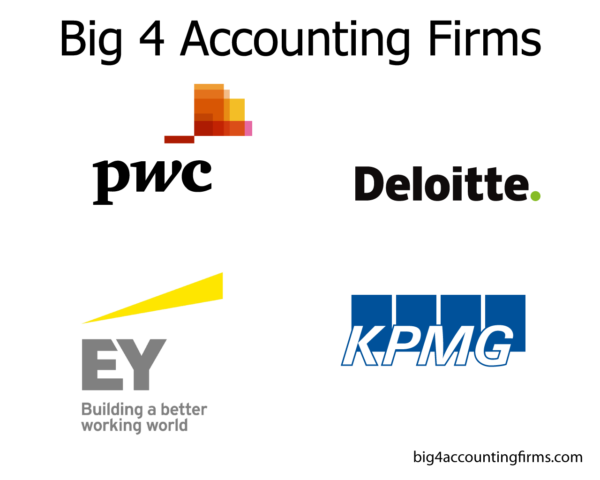 Big 4 Accounting Firms
pwc
Deloitte.
EY
Building a better
working world
KPMG
big4accountingfirms.com